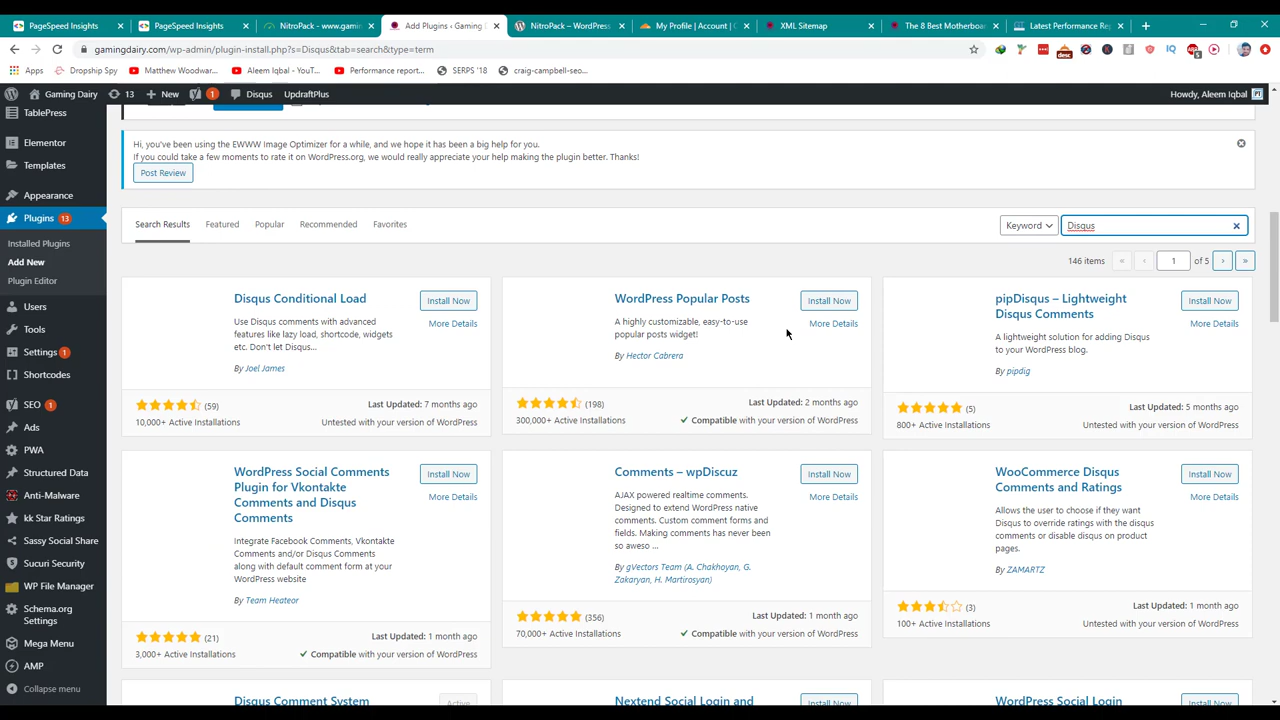 PageSpeed Insights
PageSpeed Insights
NitroPack - www.gami
Add Plugins ‹ Gaming D
NitroPack – WordPress
My Profile | Account | C
XML Sitemap
The 8 Best Motherboar
Latest Performance Re
gamingdairy.com/wp-admin/plugin-install.php?s=Disqus&tab=search&type=term
Apps
Dropship Spy
Matthew Woodwar...
Aleem Iqbal - YouT...
Performance report...
SERPS '18
craig-campbell-seo...
Gaming Dairy
13
New
1
Disqus
UpdraftPlus
Howdy, Aleem Iqbal
TablePress
Elementor
Templates
Appearance
Plugins 13
Installed Plugins
Add New
Plugin Editor
Users
Tools
Settings 1
Shortcodes
SEO 1
Ads
PWA
Structured Data
Anti-Malware
kk Star Ratings
Sassy Social Share
Sucuri Security
WP File Manager
Schema.org
Settings
Mega Menu
AMP
Collapse menu
Hi, you've been using the EWWW Image Optimizer for a while, and we hope it has been a big help for you.
If you could take a few moments to rate it on WordPress.org, we would really appreciate your help making the plugin better. Thanks!
Post Review
Search Results
Featured
Popular
Recommended
Favorites
Keyword
Disqus
146 items
«
‹
1
of 5
›
»
Disqus Conditional Load
Install Now
More Details
Use Disqus comments with advanced
features like lazy load, shortcode, widgets
etc. Don't let Disqus...
By Joel James
(59)
Last Updated: 7 months ago
10,000+ Active Installations
Untested with your version of WordPress
WordPress Popular Posts
Install Now
More Details
A highly customizable, easy-to-use
popular posts widget!
By Hector Cabrera
(198)
Last Updated: 2 months ago
300,000+ Active Installations
Compatible with your version of WordPress
pipDisqus – Lightweight
Disqus Comments
Install Now
More Details
A lightweight solution for adding Disqus
to your WordPress blog.
By pipdig
(5)
Last Updated: 5 months ago
800+ Active Installations
Untested with your version of WordPress
WordPress Social Comments
Plugin for Vkontakte
Comments and Disqus
Comments
Install Now
More Details
Integrate Facebook Comments, Vkontakte
Comments and/or Disqus Comments
along with default comment form at your
WordPress website
By Team Heateor
(21)
Last Updated: 1 month ago
3,000+ Active Installations
Compatible with your version of WordPress
Comments – wpDiscuz
Install Now
More Details
AJAX powered realtime comments.
Designed to extend WordPress native
comments. Custom comment forms and
fields. Making comments has never been
so aweso ...
By gVectors Team (A. Chakhoyan, G.
Zakaryan, H. Martirosyan)
(356)
Last Updated: 1 month ago
70,000+ Active Installations
Compatible with your version of WordPress
WooCommerce Disqus
Comments and Ratings
Install Now
More Details
Allows the user to choose if they want
Disqus to override ratings with the disqus
comments or disable disqus on product
pages.
By ZAMARTZ
(3)
Last Updated: 1 month ago
100+ Active Installations
Untested with your version of WordPress
Disqus Comment System
Active
Nextend Social Login and
Install Now
WordPress Social Login
Install Now